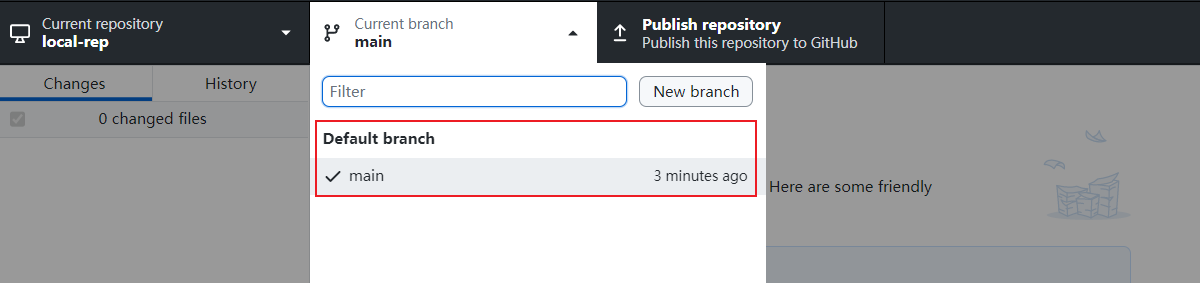 Current repository
local-rep
Current branch
main
Publish repository
Publish this repository to GitHub
Changes
History
0 changed files
Filter
New branch
Default branch
main
3 minutes ago
Here are some friendly